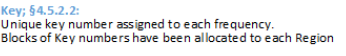 Key; §4.5.2.2:
Unique key number assigned to each frequency.
Blocks of Key numbers have been allocated to each Region